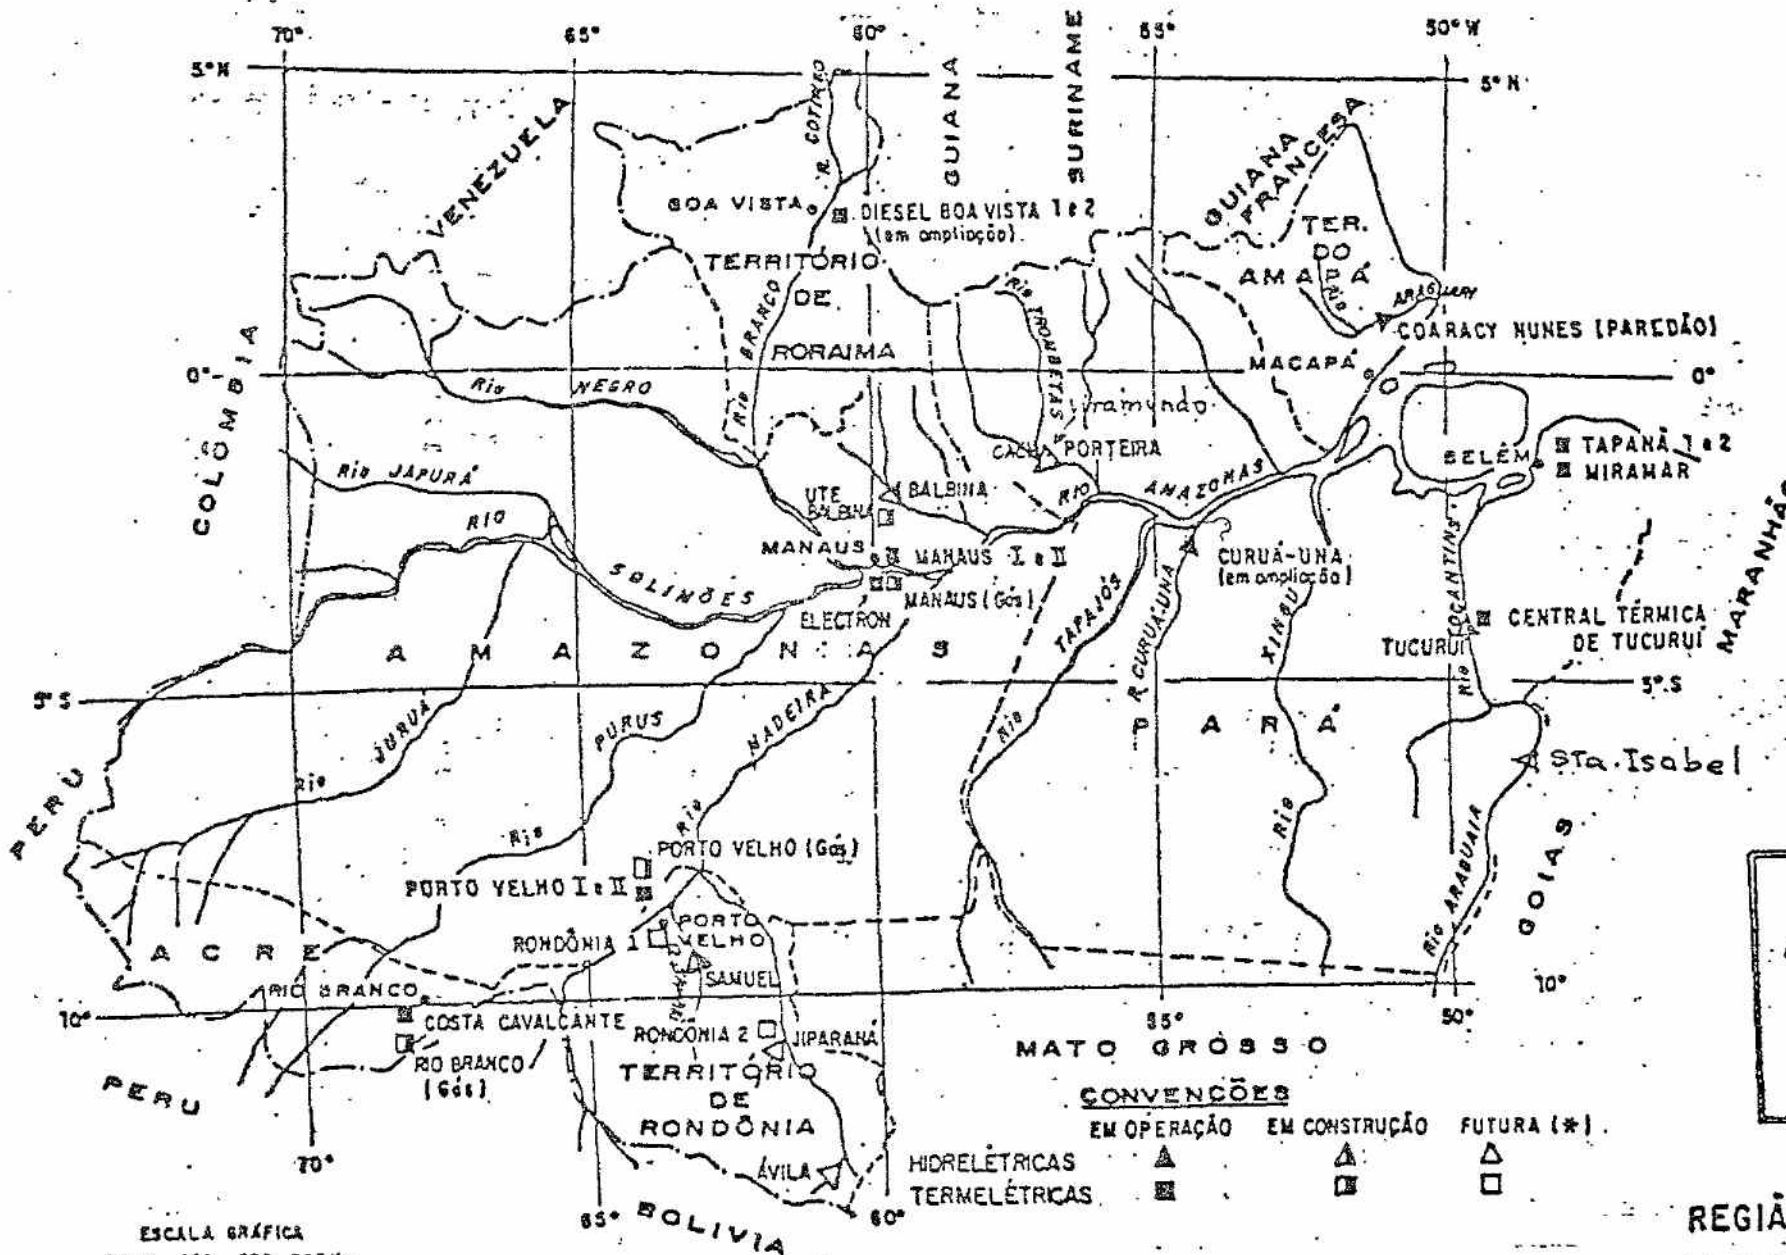 70° 65° 60° 55° 50° W
5° N 5° N
VENEZUELA
R. COTINGO
GUIANA
SURINAME
GUIANA
FRANCESA
BOA VISTA
DIESEL BOA VISTA 1 e 2
(em ampliação)
TERRITÓRIO
DE
RORAIMA
TER.
DO
AMAPÁ
Rio ARAGUARY
COARACY NUNES (PAREDÃO)
MACAPÁ
COLOMBIA
0° 0°
Rio NEGRO
Rio BRANCO
Rio TROMBETAS
CACH. PORTEIRA
BELÉM
TAPANÃ 1 e 2
MIRAMAR
Rio JAPURÁ
UTE
BALBINA
BALBINA
RIO AMAZONAS
MARANHÃO
RIO SOLIMÕES
MANAUS
MANAUS I e II
MANAUS (Gás)
ELECTRON
CURUÁ-UNA
(em ampliação)
CENTRAL TÉRMICA
DE TUCURUÍ
TUCURUÍ
Rio TOCANTINS
AMAZONAS
Rio TAPAJÓS
R. CURUÁ-UNA
Rio XINGU
5° S 5° S
PARÁ
Rio JURUÁ
Rio PURUS
Rio MADEIRA
STa. Isabel
PERU
Rio ARAGUAIA
GOIAS
PORTO VELHO (Gás)
PORTO VELHO I e II
PORTO
VELHO
RONDÔNIA 1
SAMUEL
ACRE
RIO BRANCO
10° 10°
COSTA CAVALCANTE
RIO BRANCO
(Gás)
RONDÔNIA 2
JIPARANÁ
55° 50°
MATO GROSSO
PERU
TERRITÓRIO
DE
RONDÔNIA
ÁVILA
70° 65° 60°
BOLIVIA
CONVENÇÕES
EM OPERAÇÃO EM CONSTRUÇÃO FUTURA (*)
HIDRELÉTRICAS
TERMELÉTRICAS
ESCALA GRÁFICA
REGIÃ